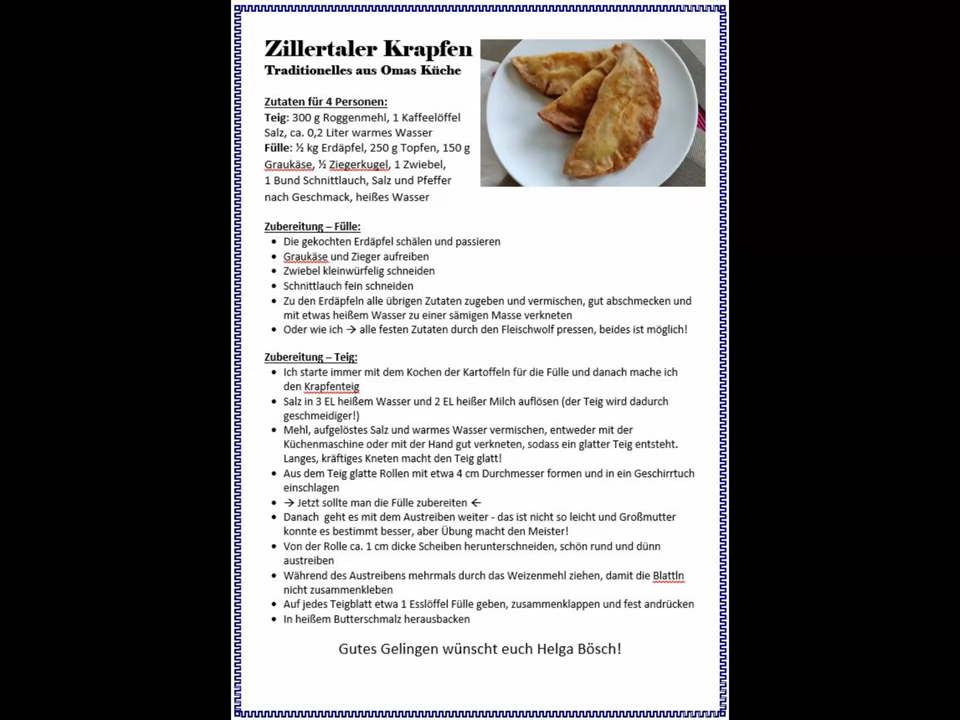 Zillertaler Krapfen
Traditionelles aus Omas Küche
Zutaten für 4 Personen:
Teig: 300 g Roggenmehl, 1 Kaffeelöffel
Salz, ca. 0,2 Liter warmes Wasser
Fülle: ½ kg Erdäpfel, 250 g Topfen, 150 g
Graukäse, ½ Ziegerkugel, 1 Zwiebel,
1 Bund Schnittlauch, Salz und Pfeffer
nach Geschmack, heißes Wasser
Zubereitung – Fülle:
• Die gekochten Erdäpfel schälen und passieren
• Graukäse und Zieger aufreiben
• Zwiebel kleinwürfelig schneiden
• Schnittlauch fein schneiden
• Zu den Erdäpfeln alle übrigen Zutaten zugeben und vermischen, gut abschmecken und
mit etwas heißem Wasser zu einer sämigen Masse verkneten
• Oder wie ich → alle festen Zutaten durch den Fleischwolf pressen, beides ist möglich!
Zubereitung – Teig:
• Ich starte immer mit dem Kochen der Kartoffeln für die Fülle und danach mache ich
den Krapfenteig
• Salz in 3 EL heißem Wasser und 2 EL heißer Milch auflösen (der Teig wird dadurch
geschmeidiger!)
• Mehl, aufgelöstes Salz und warmes Wasser vermischen, entweder mit der
Küchenmaschine oder mit der Hand gut verkneten, sodass ein glatter Teig entsteht.
Langes, kräftiges Kneten macht den Teig glatt!
• Aus dem Teig glatte Rollen mit etwa 4 cm Durchmesser formen und in ein Geschirrtuch
einschlagen
• → Jetzt sollte man die Fülle zubereiten ←
• Danach geht es mit dem Austreiben weiter - das ist nicht so leicht und Großmutter
konnte es bestimmt besser, aber Übung macht den Meister!
• Von der Rolle ca. 1 cm dicke Scheiben herunterschneiden, schön rund und dünn
austreiben
• Während des Austreibens mehrmals durch das Weizenmehl ziehen, damit die Blattln
nicht zusammenkleben
• Auf jedes Teigblatt etwa 1 Esslöffel Fülle geben, zusammenklappen und fest andrücken
• In heißem Butterschmalz herausbacken
Gutes Gelingen wünscht euch Helga Bösch!